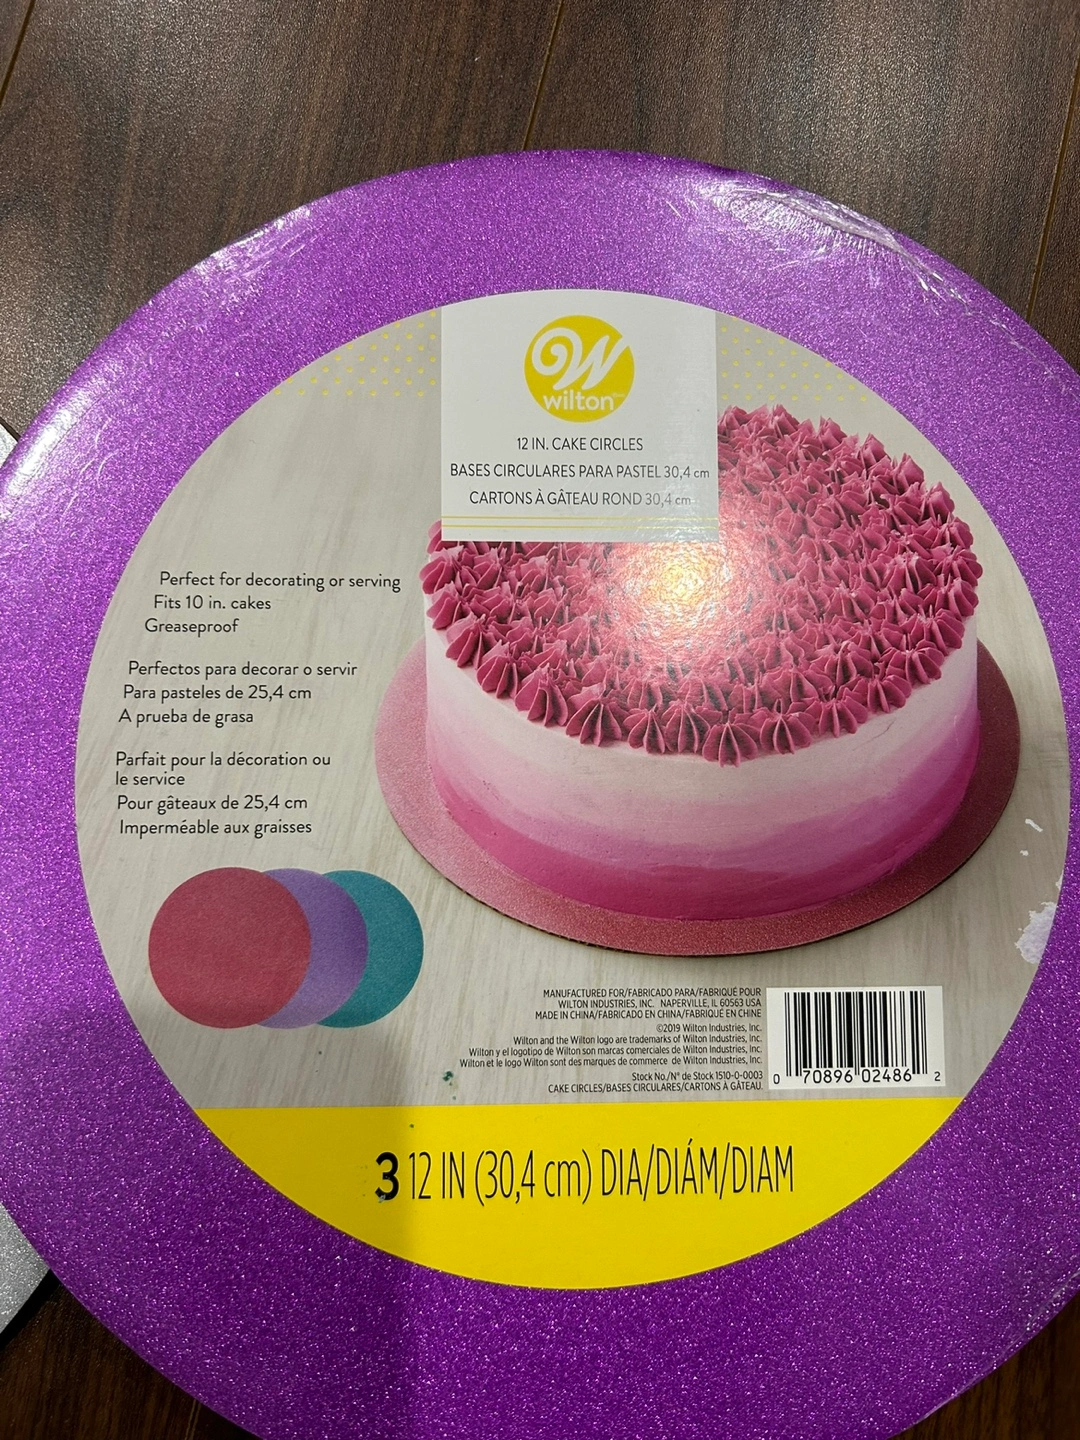 wilton
12 IN. CAKE CIRCLES
BASES CIRCULARES PARA PASTEL 30,4 cm
CARTONS À GÂTEAU ROND 30,4 cm
Perfect for decorating or serving
Fits 10 in. cakes
Greaseproof
Perfectos para decorar o servir
Para pasteles de 25,4 cm
A prueba de grasa
Parfait pour la décoration ou
le service
Pour gâteaux de 25,4 cm
Imperméable aux graisses
MANUFACTURED FOR/FABRICADO PARA/FABRIQUÉ POUR
WILTON INDUSTRIES, INC. NAPERVILLE, IL 60563 USA
MADE IN CHINA/FABRICADO EN CHINA/FABRIQUÉ EN CHINE
©2019 Wilton Industries, Inc.
Wilton and the Wilton logo are trademarks of Wilton Industries, Inc.
Wilton y el logotipo de Wilton son marcas comerciales de Wilton Industries, Inc.
Wilton et le logo Wilton sont des marques de commerce de Wilton Industries, Inc.
Stock No./N° de Stock 1510-0-0003
CAKE CIRCLES/BASES CIRCULARES/CARTONS À GÂTEAU.
0 70896 02486 2
3 12 IN (30,4 cm) DIA/DIÁM/DIAM